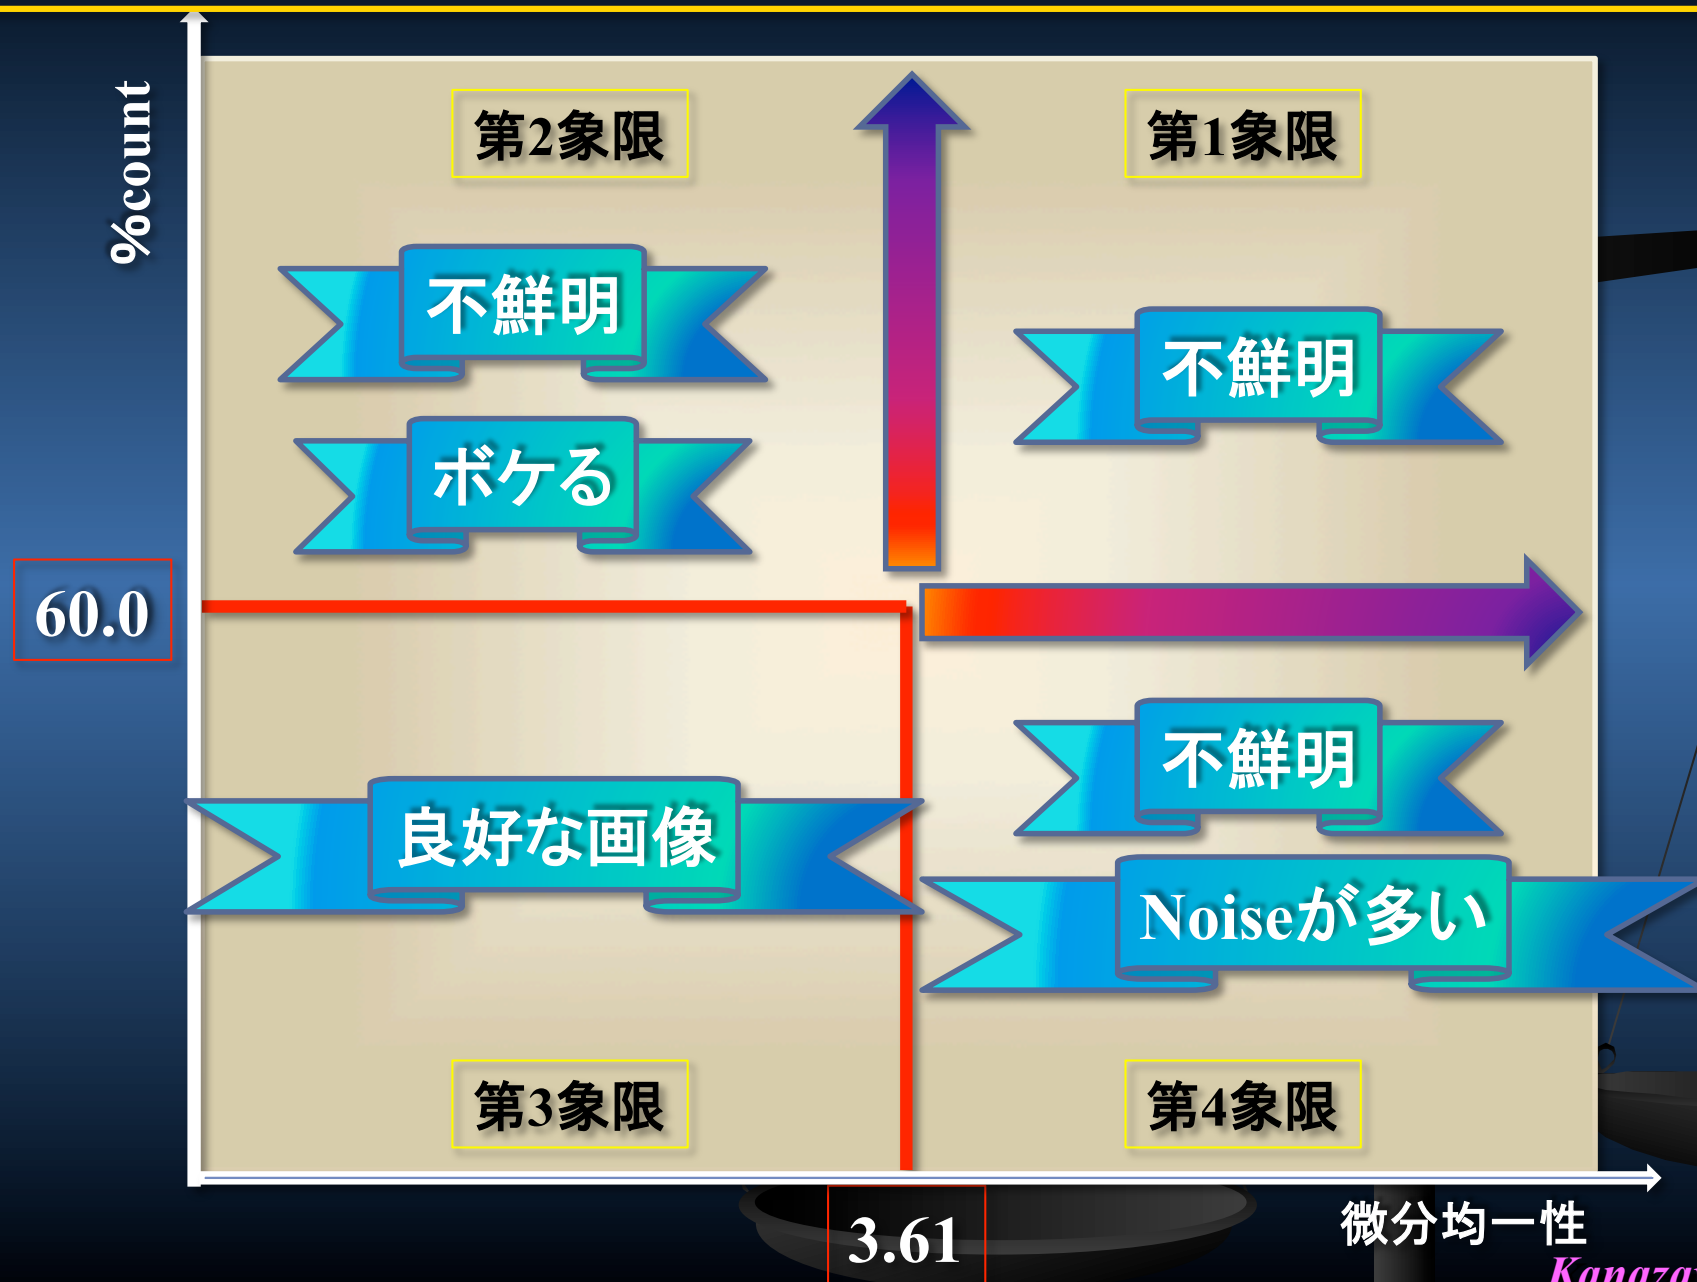 %count
第2象限
第1象限
不鮮明
ボケる
不鮮明
60.0
良好な画像
不鮮明
Noiseが多い
第3象限
第4象限
3.61
微分均一性